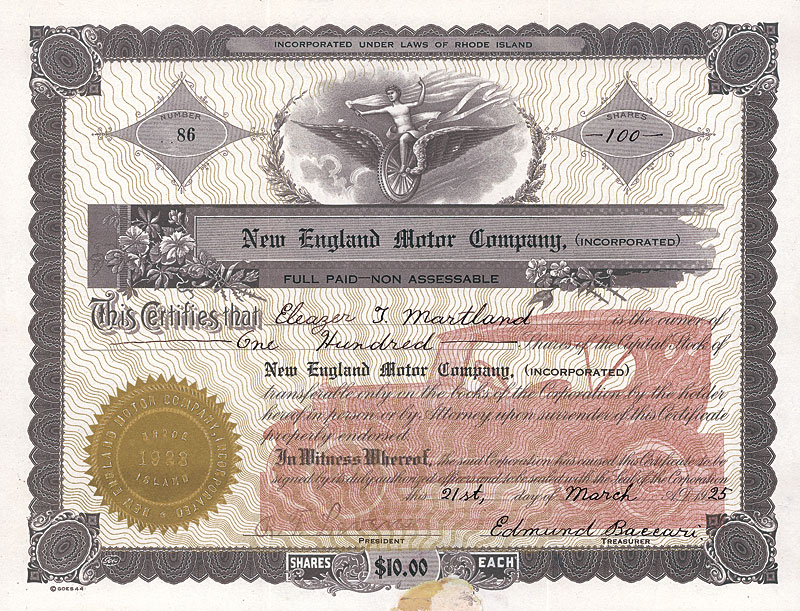 INCORPORATED UNDER LAWS OF RHODE ISLAND
NUMBER
86
SHARES
100
New England Motor Company, (INCORPORATED)
FULL PAID—NON ASSESSABLE
This Certifies that Eleazer T. Martland is the owner of
One Hundred shares of the Capital Stock of
New England Motor Company, (INCORPORATED)
transferable only on the books of the Corporation by the holder
hereof in person or by Attorney upon surrender of this Certificate
properly endorsed.
In Witness Whereof, the said Corporation has caused this Certificate to be
signed by its duly authorized officers and to be sealed with the Seal of the Corporation
this 21st, day of March A.D. 1925
Edmund Baccari,
PRESIDENT
TREASURER
NEW ENGLAND MOTOR COMPANY, INCORPORATED
RHODE
ISLAND
SHARES $10.00 EACH
© GOES 44